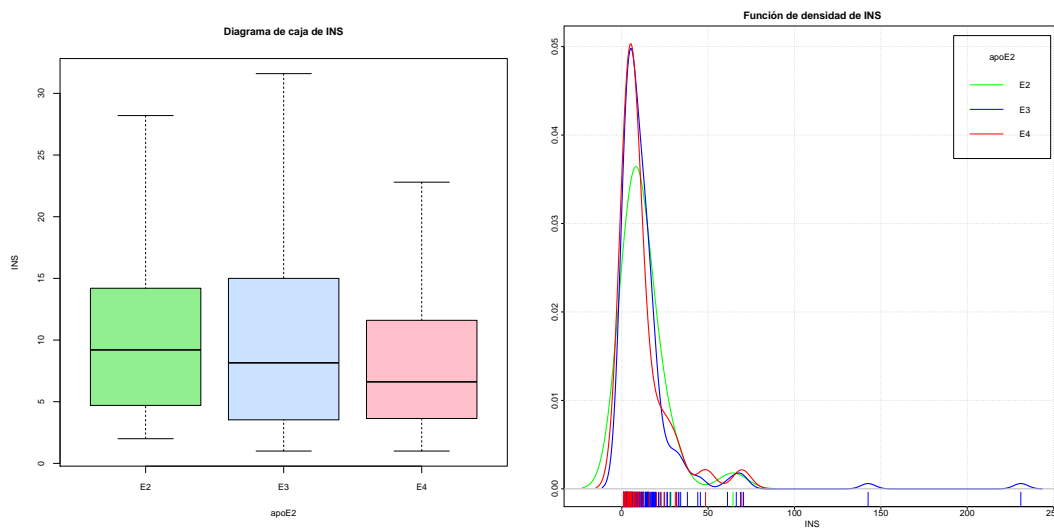 Diagrama de caja de INS
INS
30
25
20
15
10
5
0
E2 E3 E4
apoE2
Función de densidad de INS
0.05
0.04
0.03
0.02
0.01
0.00
apoE2
E2
E3
E4
0 50 100 150 200 250
INS